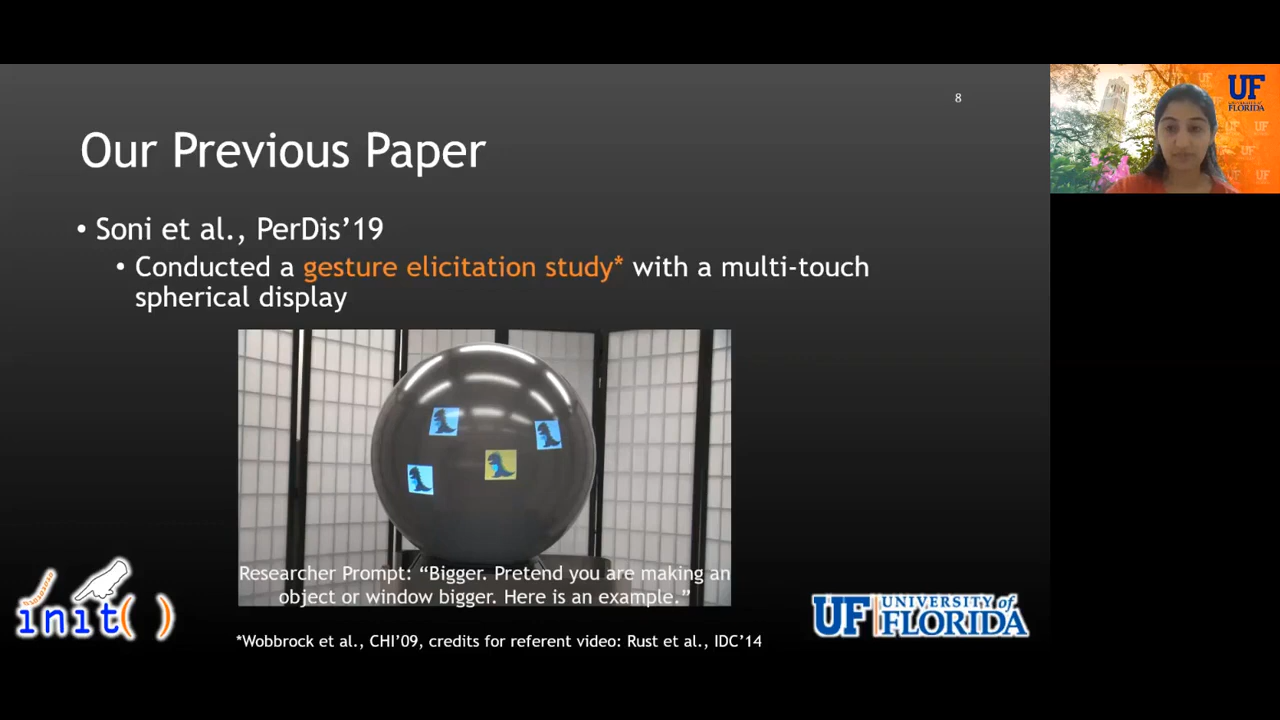 8
Our Previous Paper
• Soni et al., PerDis’19
• Conducted a gesture elicitation study* with a multi-touch
spherical display
Researcher Prompt: “Bigger. Pretend you are making an
object or window bigger. Here is an example.”
*Wobbrock et al., CHI’09, credits for referent video: Rust et al., IDC’14
init( )
UF UNIVERSITY of
FLORIDA
UF
UNIVERSITY of
FLORIDA